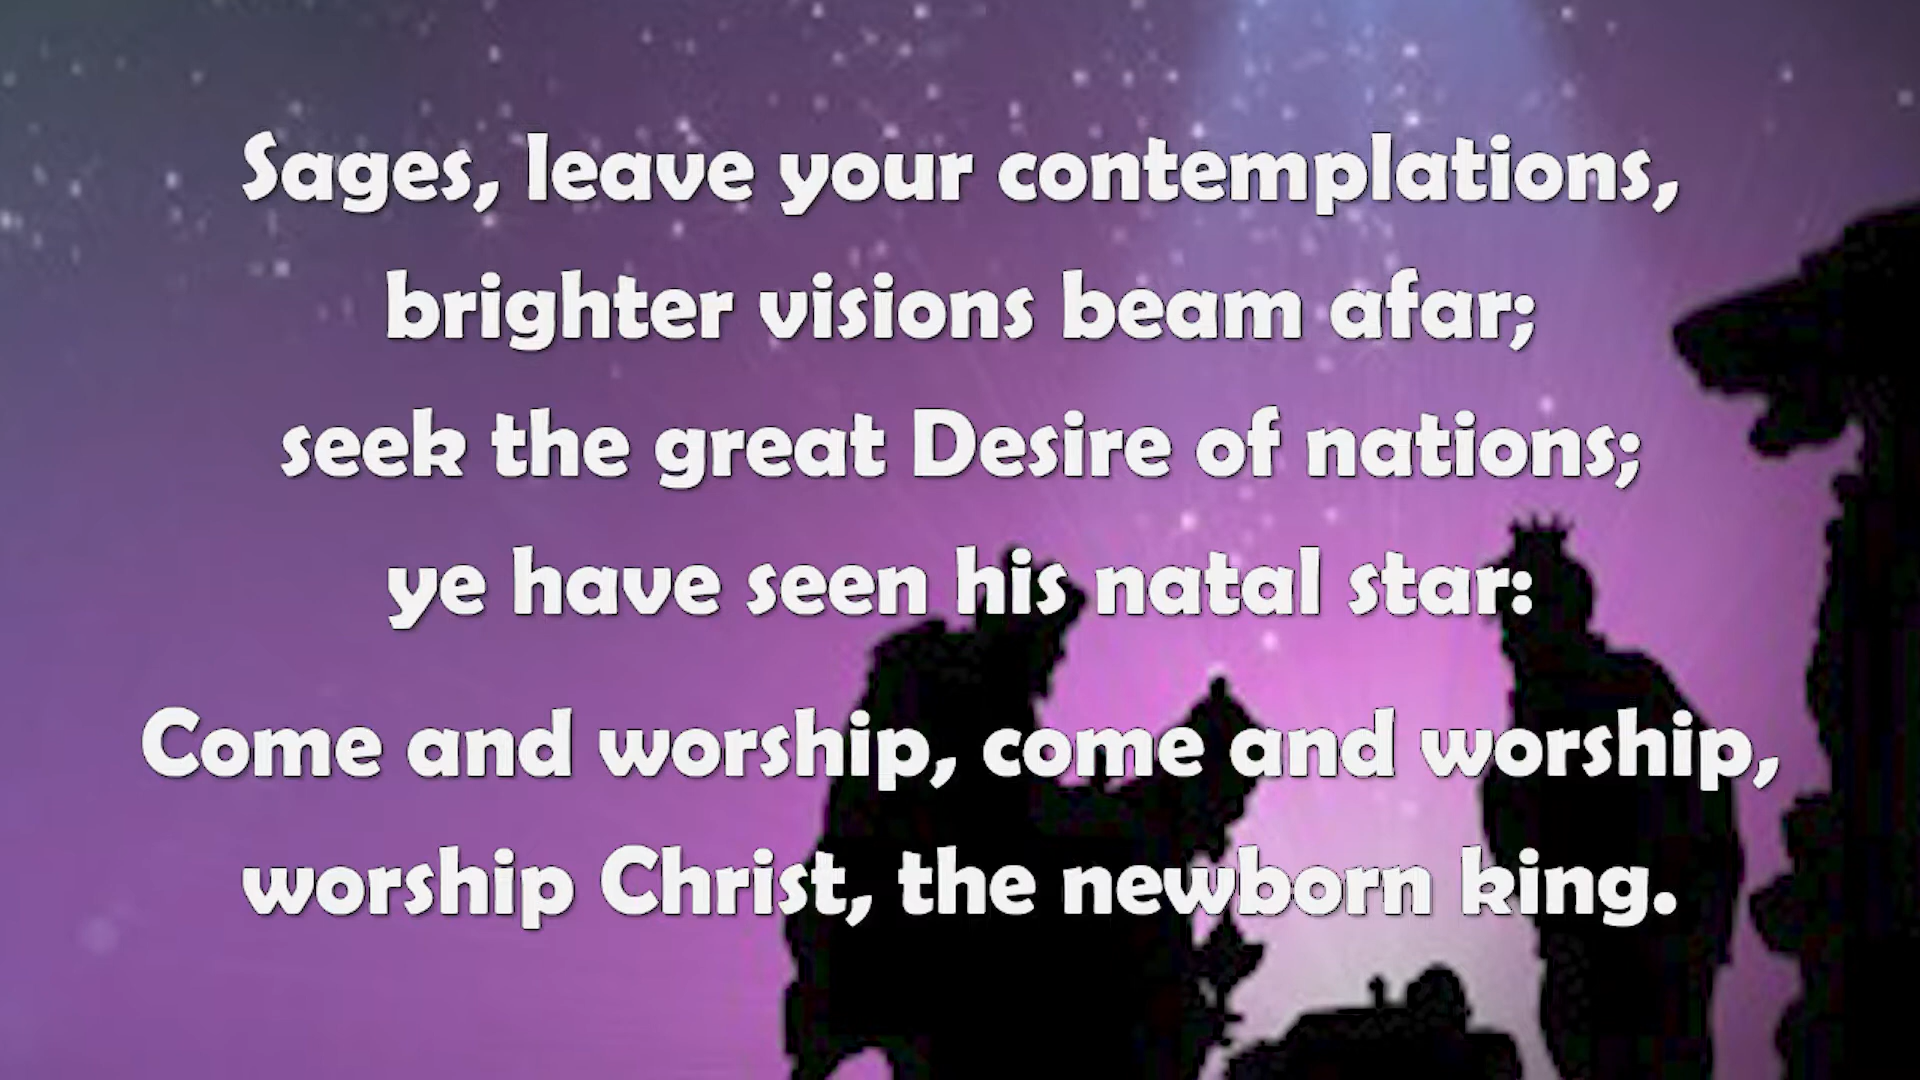 Sages, leave your contemplations,
brighter visions beam afar;
seek the great Desire of nations;
ye have seen his natal star:
Come and worship, come and worship,
worship Christ, the newborn king.